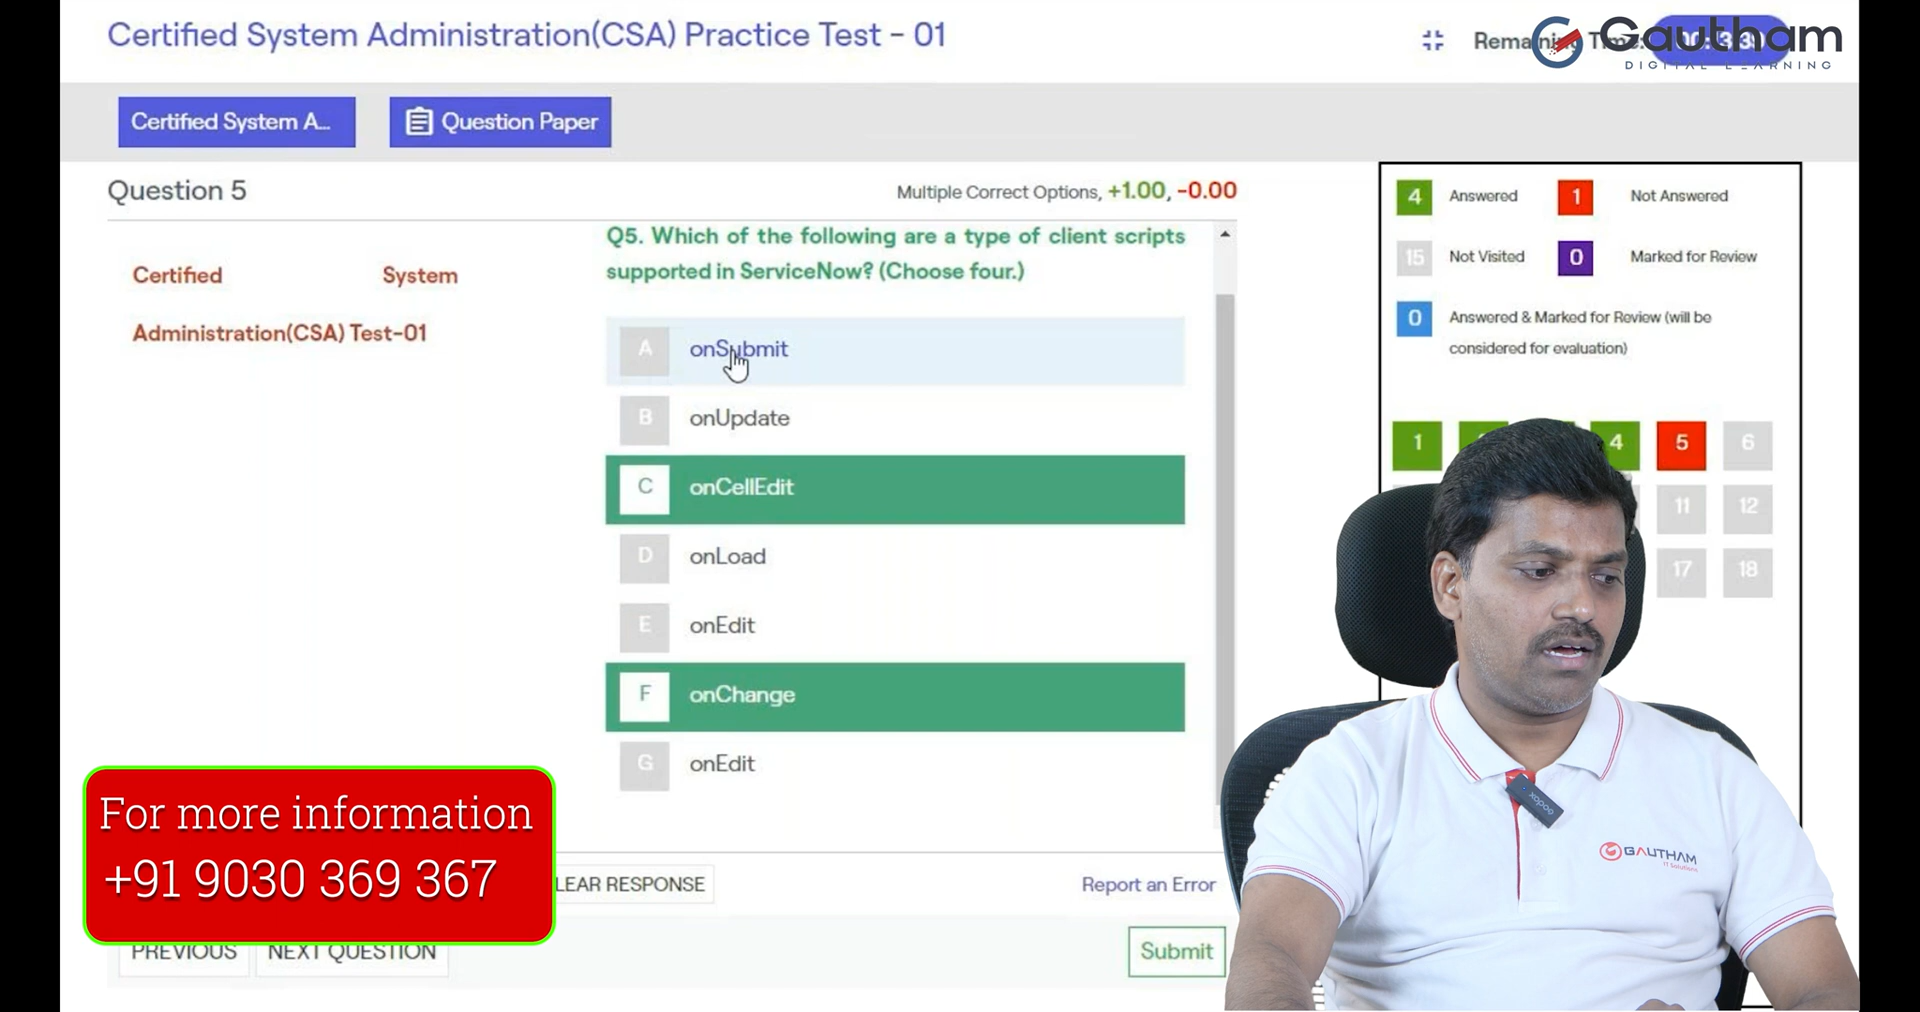 Certified System Administration(CSA) Practice Test - 01
Gautham
DIGITAL LEARNING
Certified System A...
Question Paper
Question 5
Multiple Correct Options, +1.00, -0.00
Certified System
Administration(CSA) Test-01
Q5. Which of the following are a type of client scripts
supported in ServiceNow? (Choose four.)
A onSubmit
B onUpdate
C onCellEdit
D onLoad
E onEdit
F onChange
G onEdit
4 Answered
1 Not Answered
15 Not Visited
0 Marked for Review
0 Answered & Marked for Review (will be
considered for evaluation)
1 4 5 6
11 12
17 18
For more information
+91 9030 369 367
LEAR RESPONSE
Report an Error
PREVIOUS
NEXT QUESTION
Submit
GAUTHAM
IT Solutions